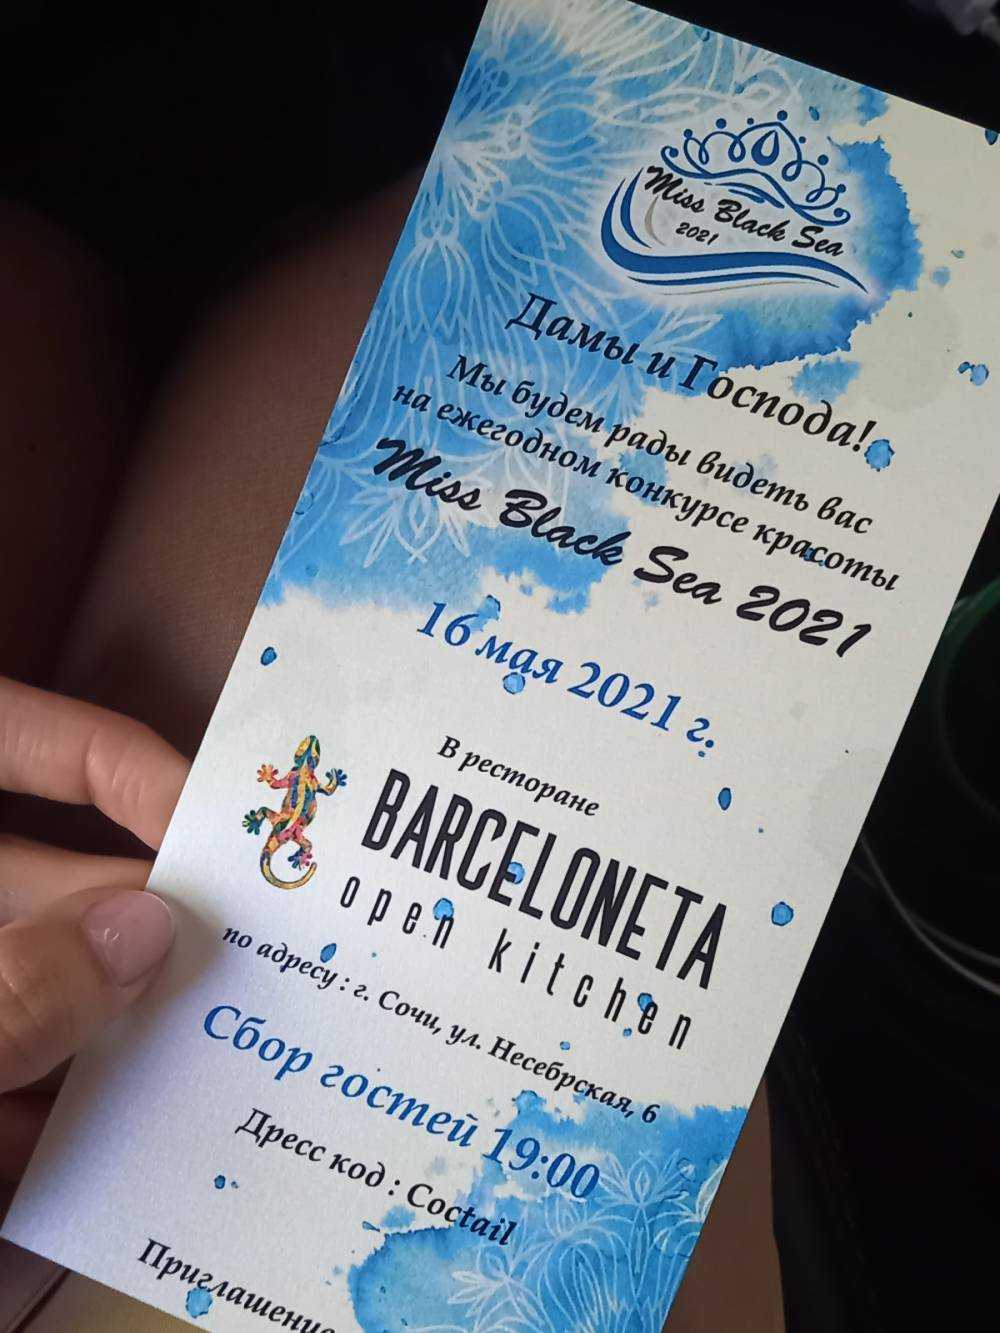 Miss Black Sea
2021
Дамы и Господа!
Мы будем рады видеть вас
на ежегодном конкурсе красоты
Miss Black Sea 2021
16 мая 2021 г.
В ресторане
BARCELONETA
open kitchen
по адресу : г. Сочи, ул. Несебрская, 6
Сбор гостей 19:00
Дресс код : Coctail
Приглашение